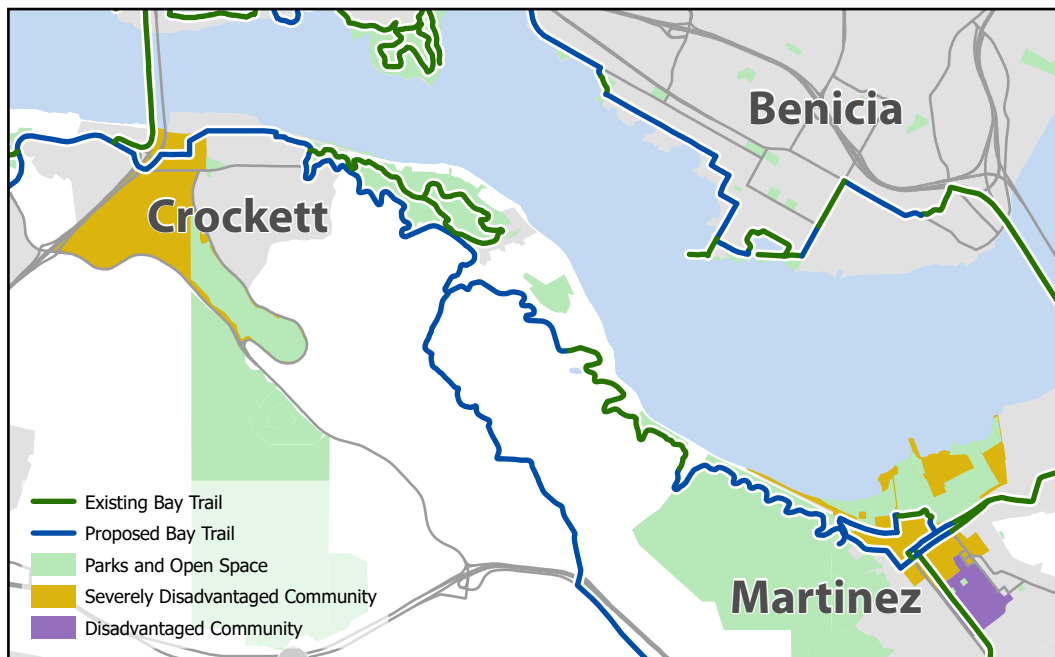 Benicia
Crockett
Existing Bay Trail
Proposed Bay Trail
Parks and Open Space
Severely Disadvantaged Community
Disadvantaged Community
Martinez